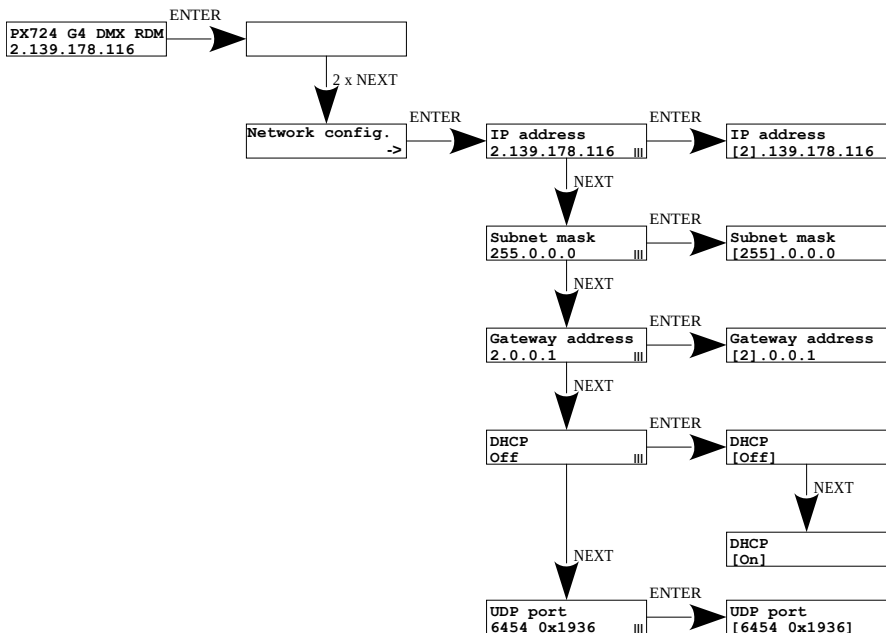 ENTER
PX724 G4 DMX RDM
2.139.178.116
2 x NEXT
ENTER
ENTER
Network config.
->
IP address
2.139.178.116
IP address
[2].139.178.116
NEXT
ENTER
Subnet mask
255.0.0.0
Subnet mask
[255].0.0.0
NEXT
ENTER
Gateway address
2.0.0.1
Gateway address
[2].0.0.1
NEXT
ENTER
DHCP
Off
DHCP
[Off]
NEXT
DHCP
[On]
NEXT
ENTER
UDP port
6454 0x1936
UDP port
[6454 0x1936]